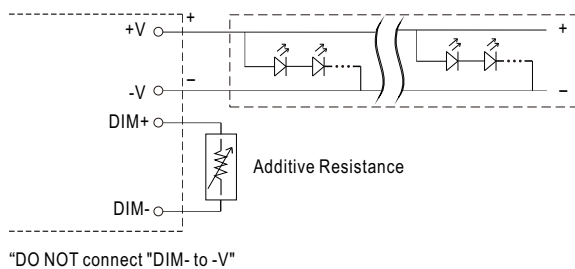 +V
+
+
-V
−
−
DIM+
Additive Resistance
DIM-
“DO NOT connect "DIM- to -V"